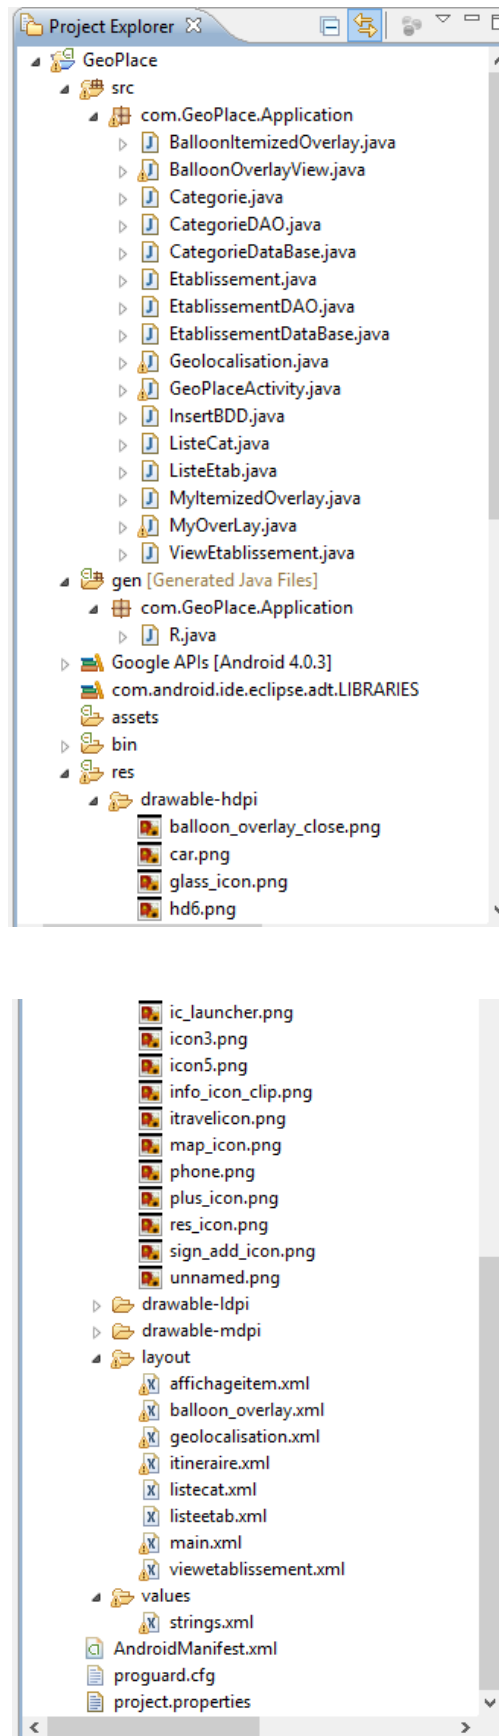 Project Explorer
GeoPlace
src
com.GeoPlace.Application
BalloonItemizedOverlay.java
BalloonOverlayView.java
Categorie.java
CategorieDAO.java
CategorieDataBase.java
Etablissement.java
EtablissementDAO.java
EtablissementDataBase.java
Geolocalisation.java
GeoPlaceActivity.java
InsertBDD.java
ListeCat.java
ListeEtab.java
MyItemizedOverlay.java
MyOverLay.java
ViewEtablissement.java
gen [Generated Java Files]
com.GeoPlace.Application
R.java
Google APIs [Android 4.0.3]
com.android.ide.eclipse.adt.LIBRARIES
assets
bin
res
drawable-hdpi
balloon_overlay_close.png
car.png
glass_icon.png
hd6.png
ic_launcher.png
icon3.png
icon5.png
info_icon_clip.png
itravelicon.png
map_icon.png
phone.png
plus_icon.png
res_icon.png
sign_add_icon.png
unnamed.png
drawable-ldpi
drawable-mdpi
layout
affichageitem.xml
balloon_overlay.xml
geolocalisation.xml
itineraire.xml
listecat.xml
listeetab.xml
main.xml
viewetablissement.xml
values
strings.xml
AndroidManifest.xml
proguard.cfg
project.properties